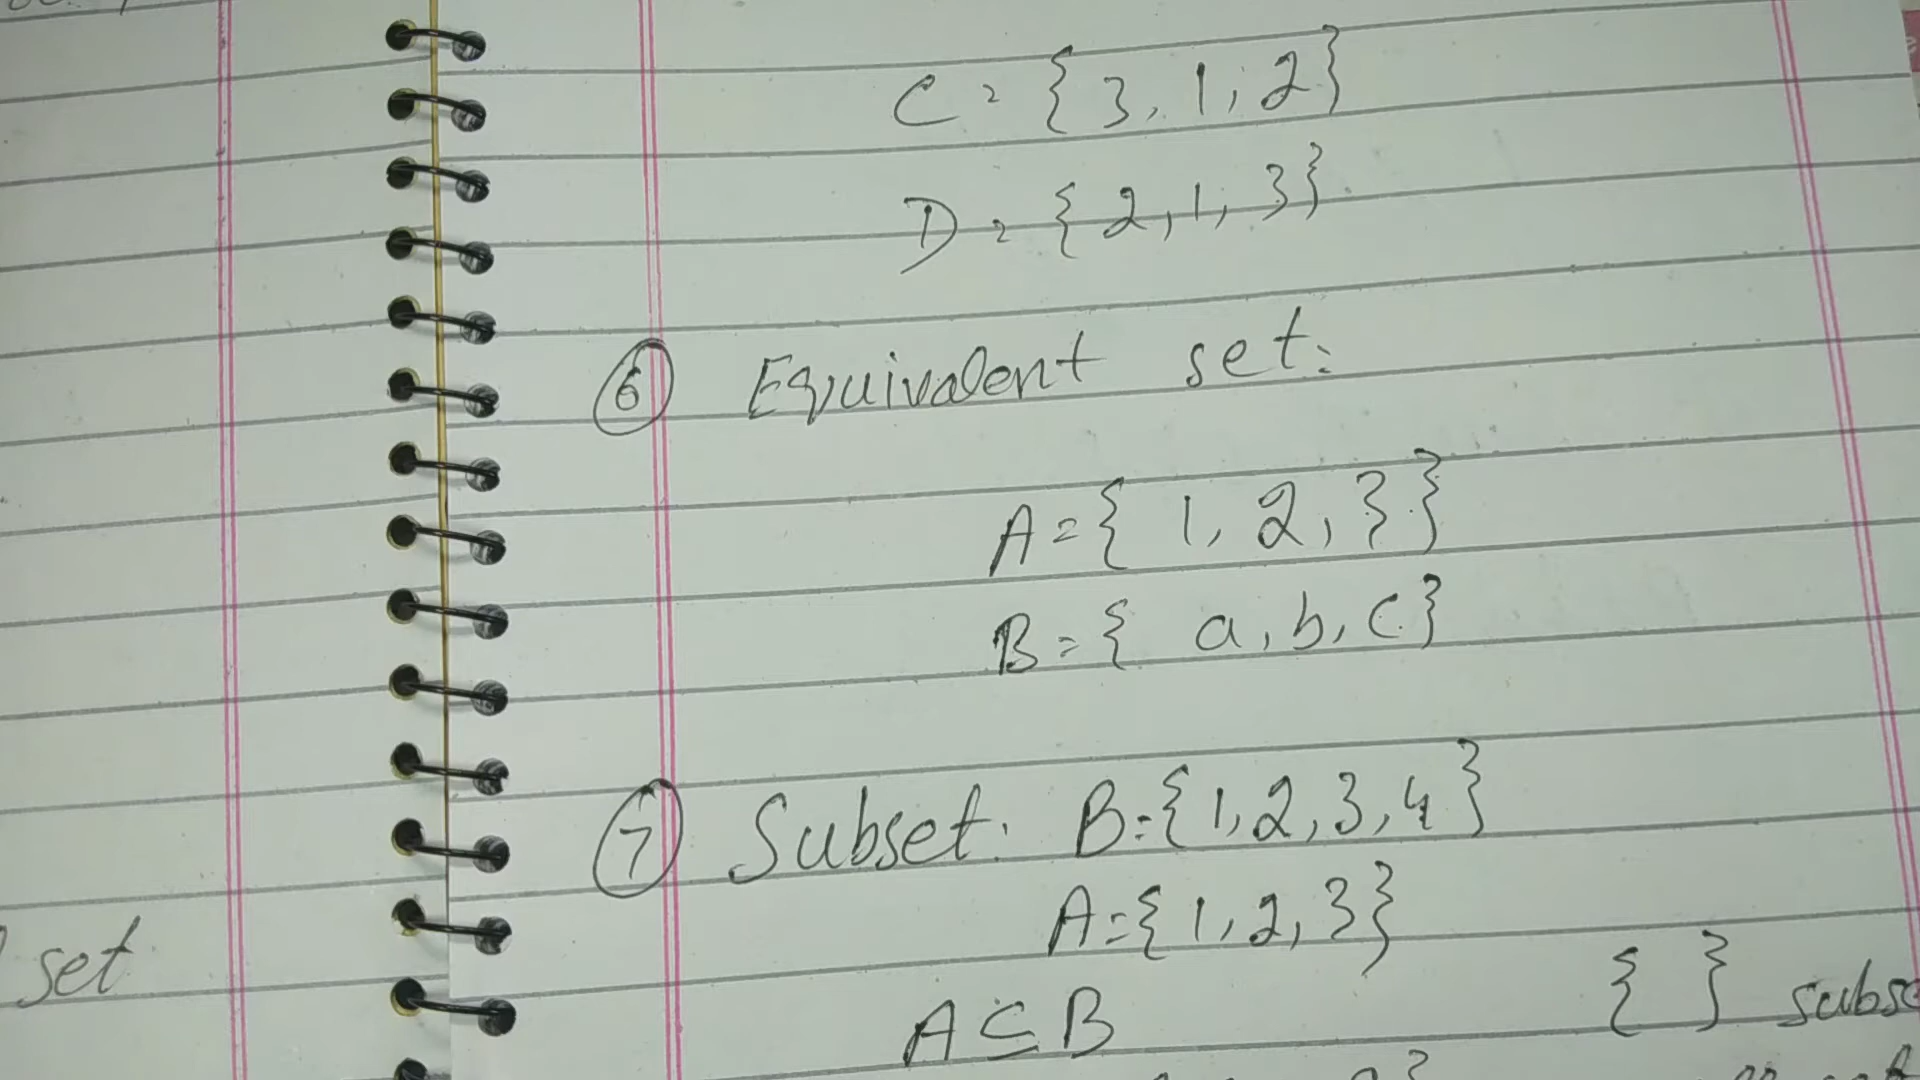 C = {3, 1, 2}
D = {2, 1, 3}
6 Equivalent set:
A = { 1, 2, 3}
B = { a, b, c}
7 Subset. B = {1, 2, 3, 4}
A = {1, 2, 3}
set
A ⊆ B { } subse